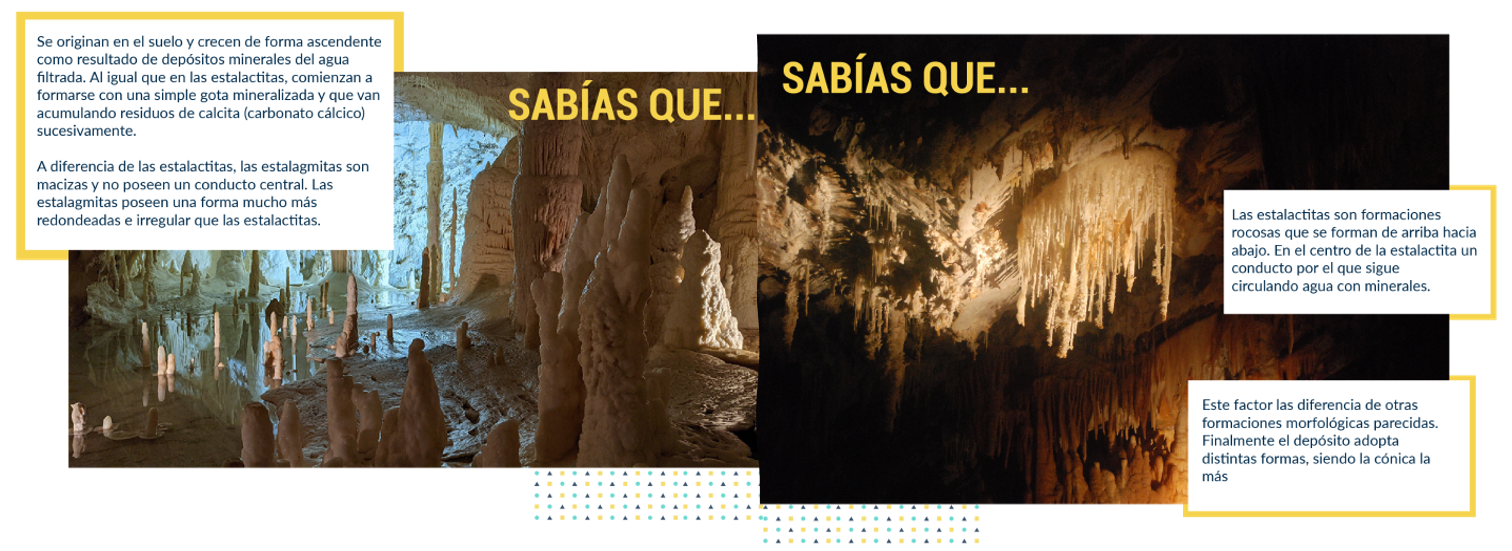 Se originan en el suelo y crecen de forma ascendente
como resultado de depósitos minerales del agua
filtrada. Al igual que en las estalactitas, comienzan a
formarse con una simple gota mineralizada y que van
acumulando residuos de calcita (carbonato cálcico)
sucesivamente.
A diferencia de las estalactitas, las estalagmitas son
macizas y no poseen un conducto central. Las
estalagmitas poseen una forma mucho más
redondeadas e irregular que las estalactitas.
SABÍAS QUE...
SABÍAS QUE...
Las estalactitas son formaciones
rocosas que se forman de arriba hacia
abajo. En el centro de la estalactita un
conducto por el que sigue
circulando agua con minerales.
Este factor las diferencia de otras
formaciones morfológicas parecidas.
Finalmente el depósito adopta
distintas formas, siendo la cónica la
más